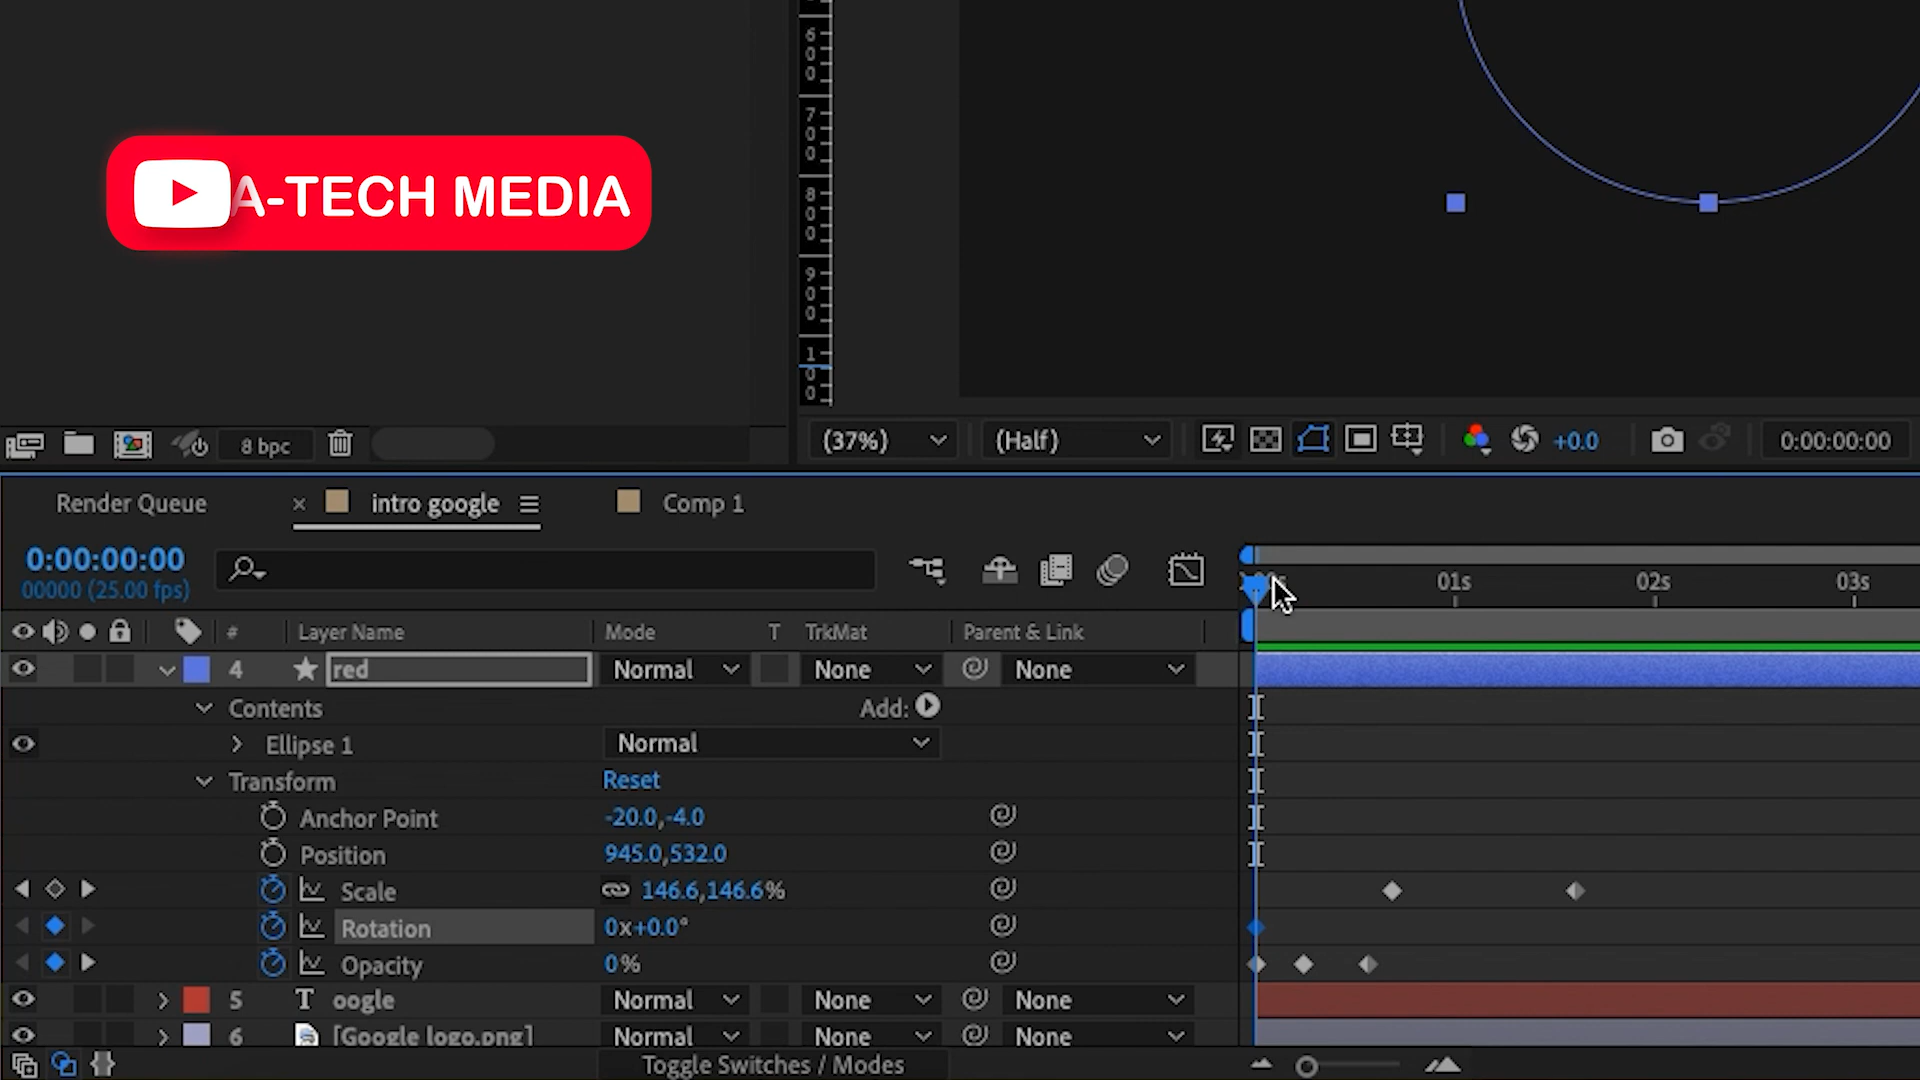 6
0
0
7
0
0
8
0
0
9
0
0
1
0
0
A-TECH MEDIA
8 bpc
(37%)
(Half)
+0.0
0:00:00:00
Render Queue
× intro google
Comp 1
0:00:00:00
00000 (25.00 fps)
01s
02s
03s
# Layer Name Mode T TrkMat Parent & Link
4 red Normal None None
Contents Add:
Ellipse 1 Normal
Transform Reset
Anchor Point -20.0,-4.0
Position 945.0,532.0
Scale 146.6,146.6%
Rotation 0x+0.0°
Opacity 0%
5 T oogle Normal None None
6 [Google logo.png] Normal None None
Toggle Switches / Modes